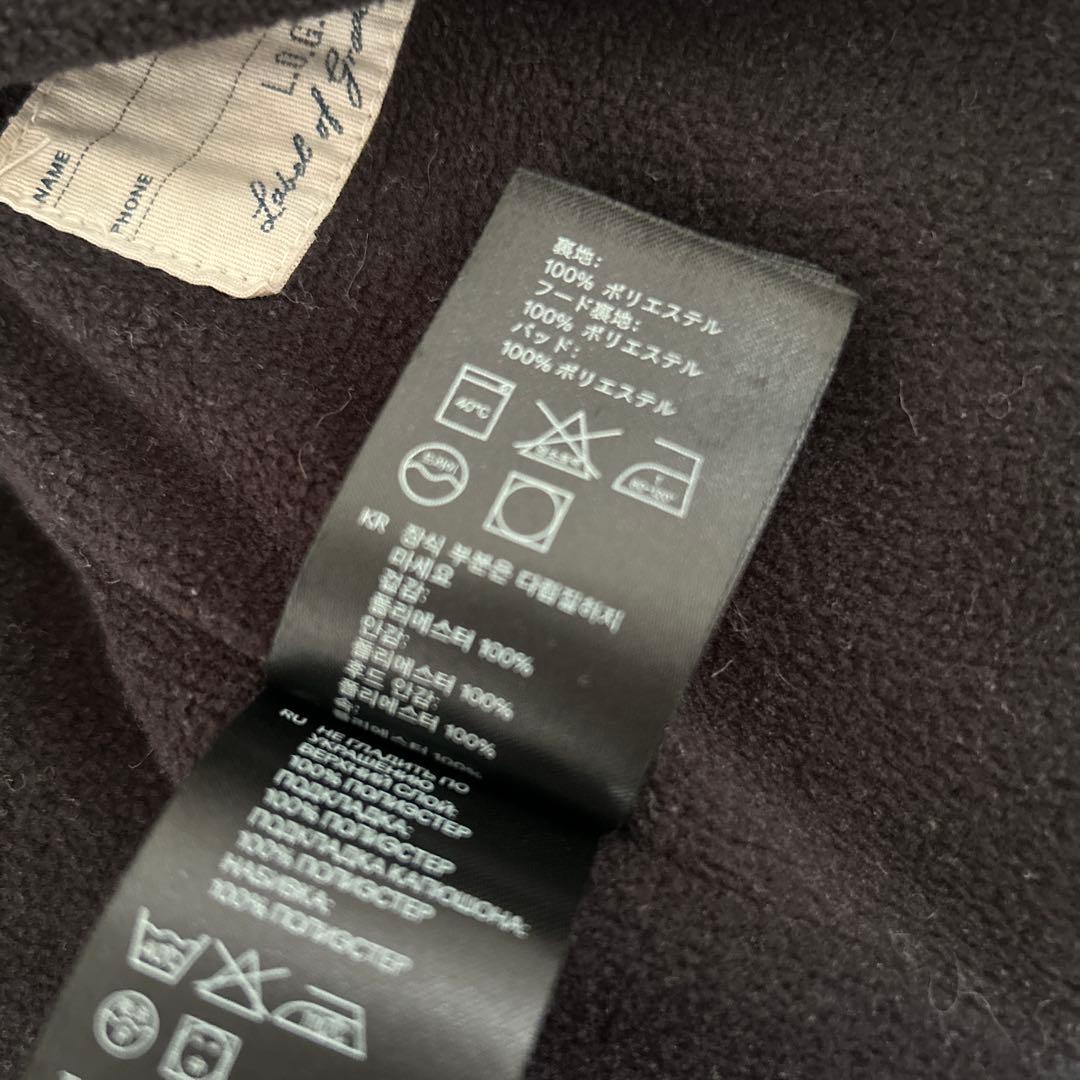 NAME
PHONE
L.O.G.
Label of Gra
裏地:
100% ポリエステル
フード裏地:
100% ポリエステル
パッド:
100% ポリエステル
40°C
80-120°C
KR 장식 부분은 다림질하지
마세요
겉감:
폴리에스터 100%
안감:
폴리에스터 100%
후드 안감:
폴리에스터 100%
속:
폴리에스터 100%
RU НЕ ГЛАДИТЬ ПО
УКРАШЕНИЮ
ВЕРХНИЙ СЛОЙ:
100% ПОЛИЭСТЕР
ПОДКЛАДКА:
100% ПОЛИЭСТЕР
ПОДКЛАДКА КАПЮШОНА:
100% ПОЛИЭСТЕР
НАБИВКА:
100% ПОЛИЭСТЕР